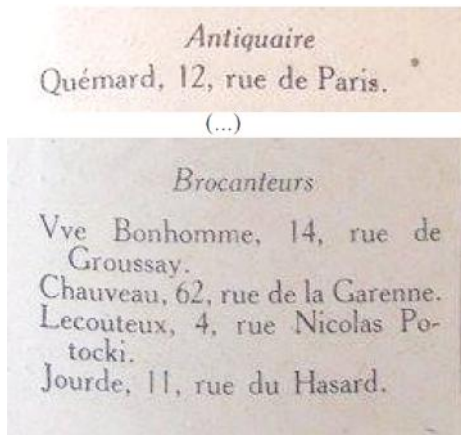 Antiquaire
Quémard, 12, rue de Paris.
(...)
Brocanteurs
Vve Bonhomme, 14, rue de
Groussay.
Chauveau, 62, rue de la Garenne.
Lecouteux, 4, rue Nicolas Po-
tocki.
Jourde, 11, rue du Hasard.